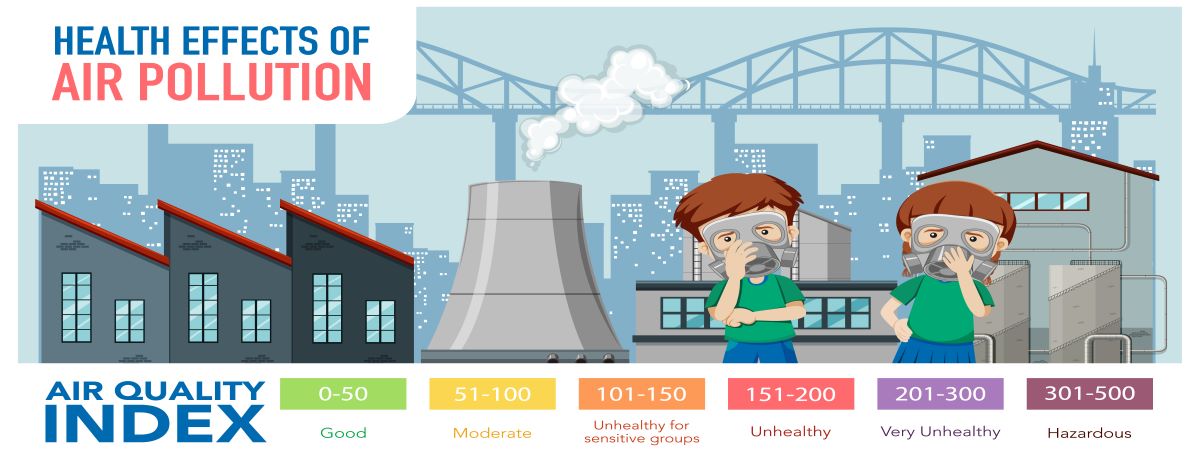 HEALTH EFFECTS OF
AIR POLLUTION
AIR QUALITY
INDEX
0-50
Good
51-100
Moderate
101-150
Unhealthy for
sensitive groups
151-200
Unhealthy
201-300
Very Unhealthy
301-500
Hazardous